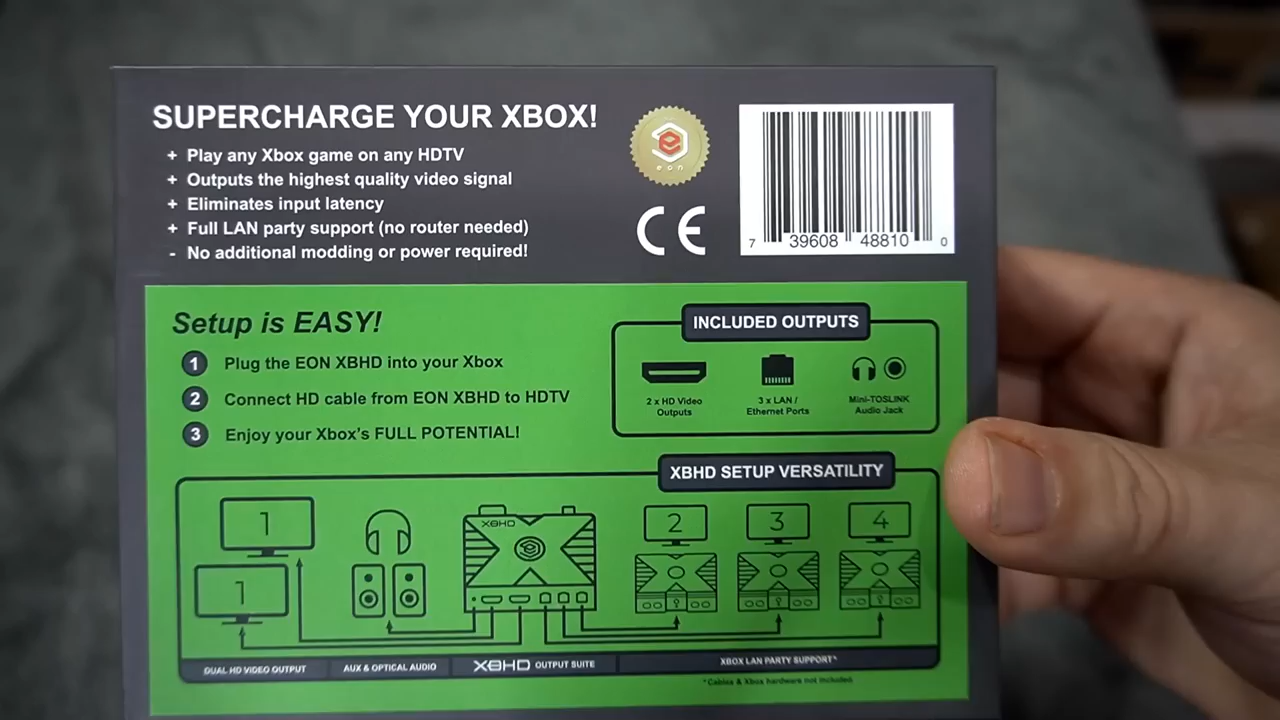 SUPERCHARGE YOUR XBOX!
+ Play any Xbox game on any HDTV
+ Outputs the highest quality video signal
+ Eliminates input latency
+ Full LAN party support (no router needed)
- No additional modding or power required!
eon
CE
7 39608 48810 0
Setup is EASY!
1 Plug the EON XBHD into your Xbox
2 Connect HD cable from EON XBHD to HDTV
3 Enjoy your Xbox's FULL POTENTIAL!
INCLUDED OUTPUTS
2 x HD Video
Outputs
3 x LAN /
Ethernet Ports
Mini-TOSLINK
Audio Jack
XBHD SETUP VERSATILITY
1
1
XBHD
2
3
4
DUAL HD VIDEO OUTPUT
AUX & OPTICAL AUDIO
XBHD OUTPUT SUITE
XBOX LAN PARTY SUPPORT*
*Cables & Xbox hardware not included